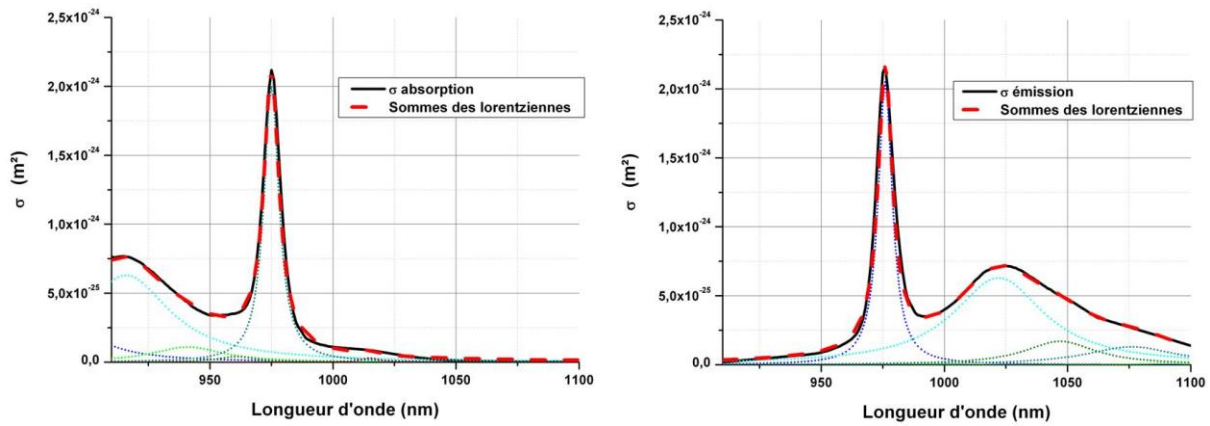 2,5x10⁻²⁴
2,0x10⁻²⁴
1,5x10⁻²⁴
1,0x10⁻²⁴
5,0x10⁻²⁵
0,0
σ (m²)
σ absorption
Sommes des lorentziennes
950 1000 1050 1100
Longueur d'onde (nm)
2,5x10⁻²⁴
2,0x10⁻²⁴
1,5x10⁻²⁴
1,0x10⁻²⁴
5,0x10⁻²⁵
0,0
σ (m²)
σ émission
Sommes des lorentziennes
950 1000 1050 1100
Longueur d'onde (nm)